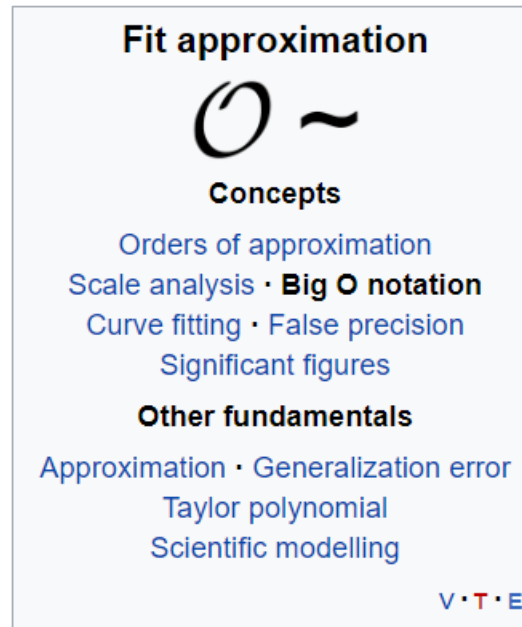 Fit approximation
𝒪 ~
Concepts
Orders of approximation
Scale analysis · Big O notation
Curve fitting · False precision
Significant figures
Other fundamentals
Approximation · Generalization error
Taylor polynomial
Scientific modelling
V · T · E